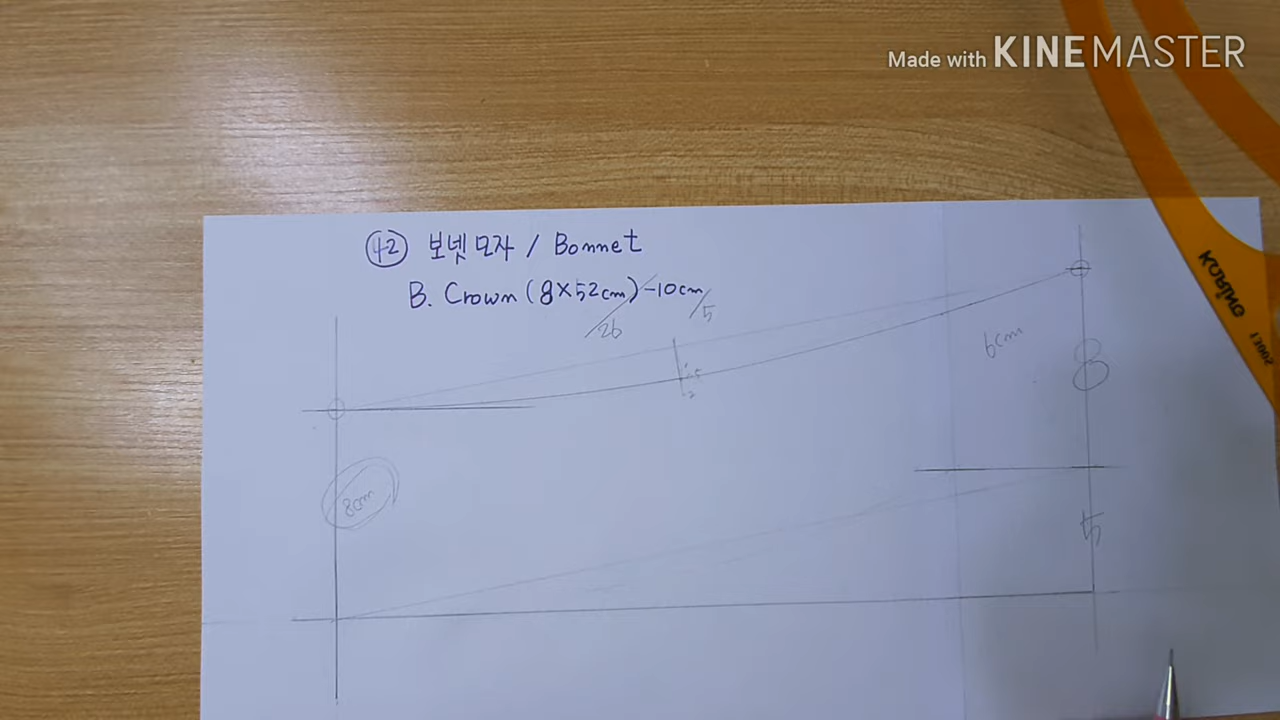 Made with KINEMASTER
42 보넷모자 / Bonnet
B. Crown (8×52cm) -10cm
/26
/5
6cm
8
8cm
5
KURING